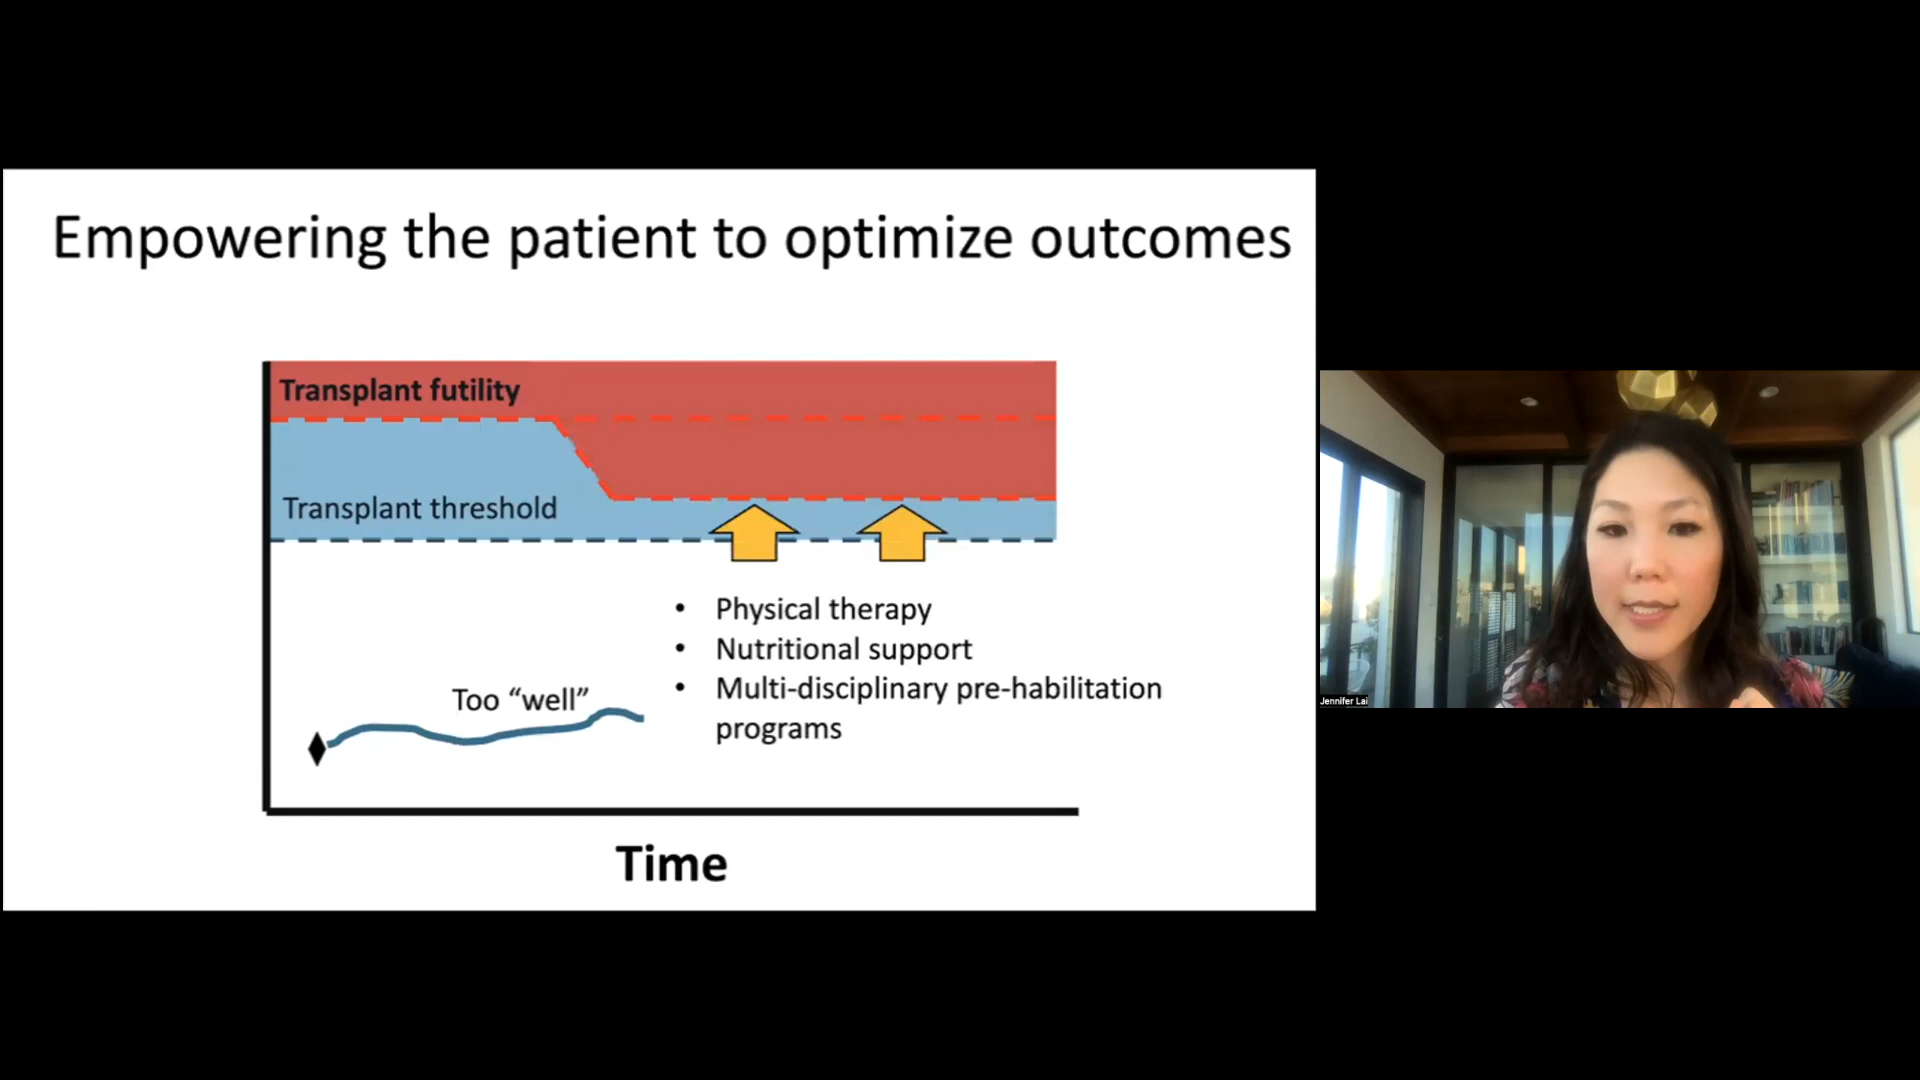 Empowering the patient to optimize outcomes
Transplant futility
Transplant threshold
Too “well”
• Physical therapy
• Nutritional support
• Multi-disciplinary pre-habilitation
programs
Time
Jennifer Lai